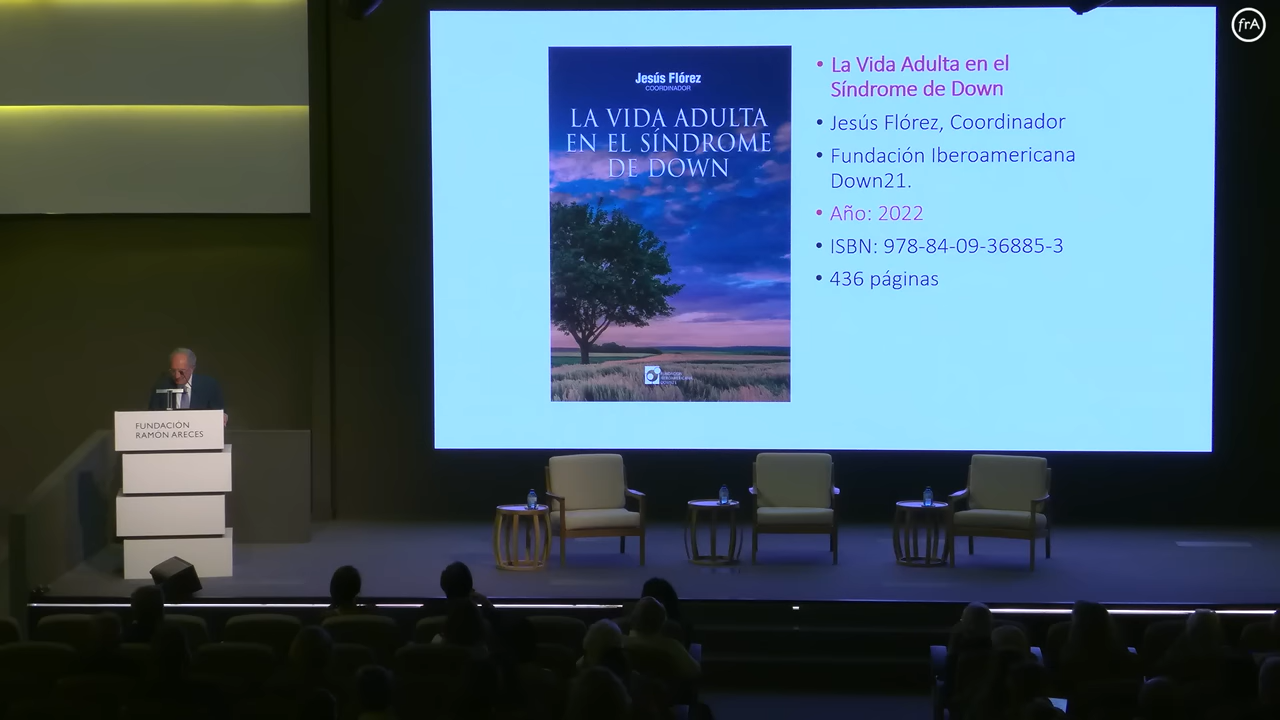 frA
Jesús Flórez
COORDINADOR
LA VIDA ADULTA
EN EL SÍNDROME
DE DOWN
• La Vida Adulta en el
Síndrome de Down
• Jesús Flórez, Coordinador
• Fundación Iberoamericana
Down21.
• Año: 2022
• ISBN: 978-84-09-36885-3
• 436 páginas
FUNDACIÓN
RAMÓN ARECES